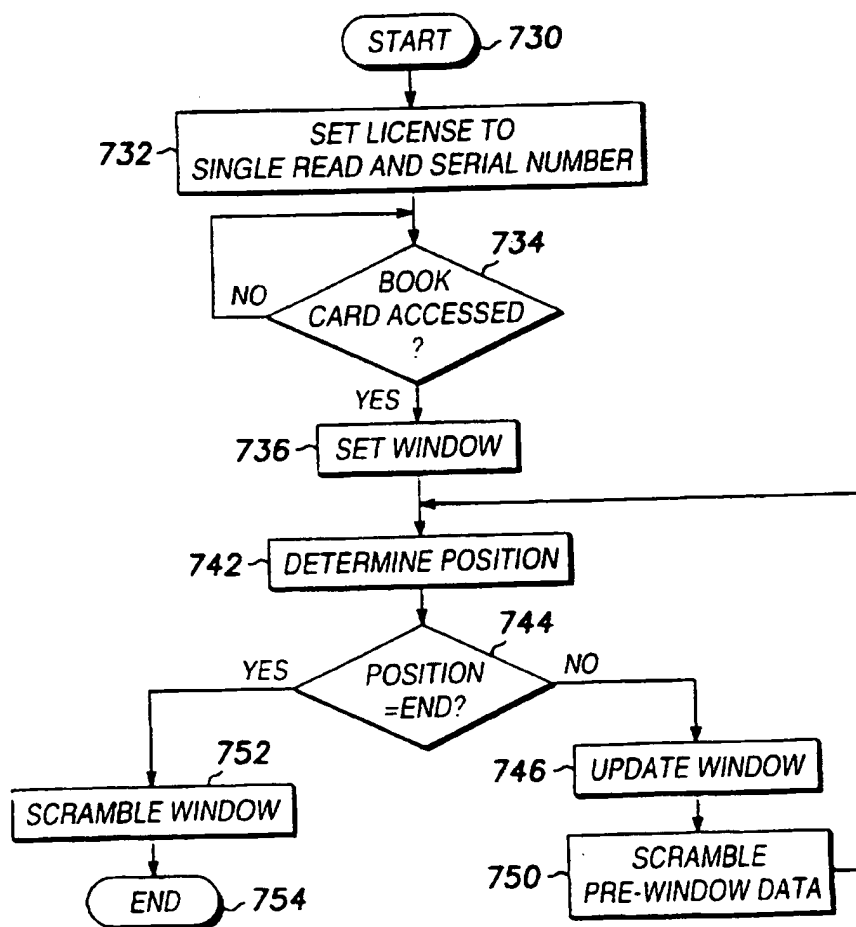 START
730
732
SET LICENSE TO
SINGLE READ AND SERIAL NUMBER
734
BOOK
CARD ACCESSED
?
NO
YES
736
SET WINDOW
742
DETERMINE POSITION
744
YES
POSITION
=END?
NO
752
SCRAMBLE WINDOW
746
UPDATE WINDOW
750
SCRAMBLE
PRE-WINDOW DATA
END
754